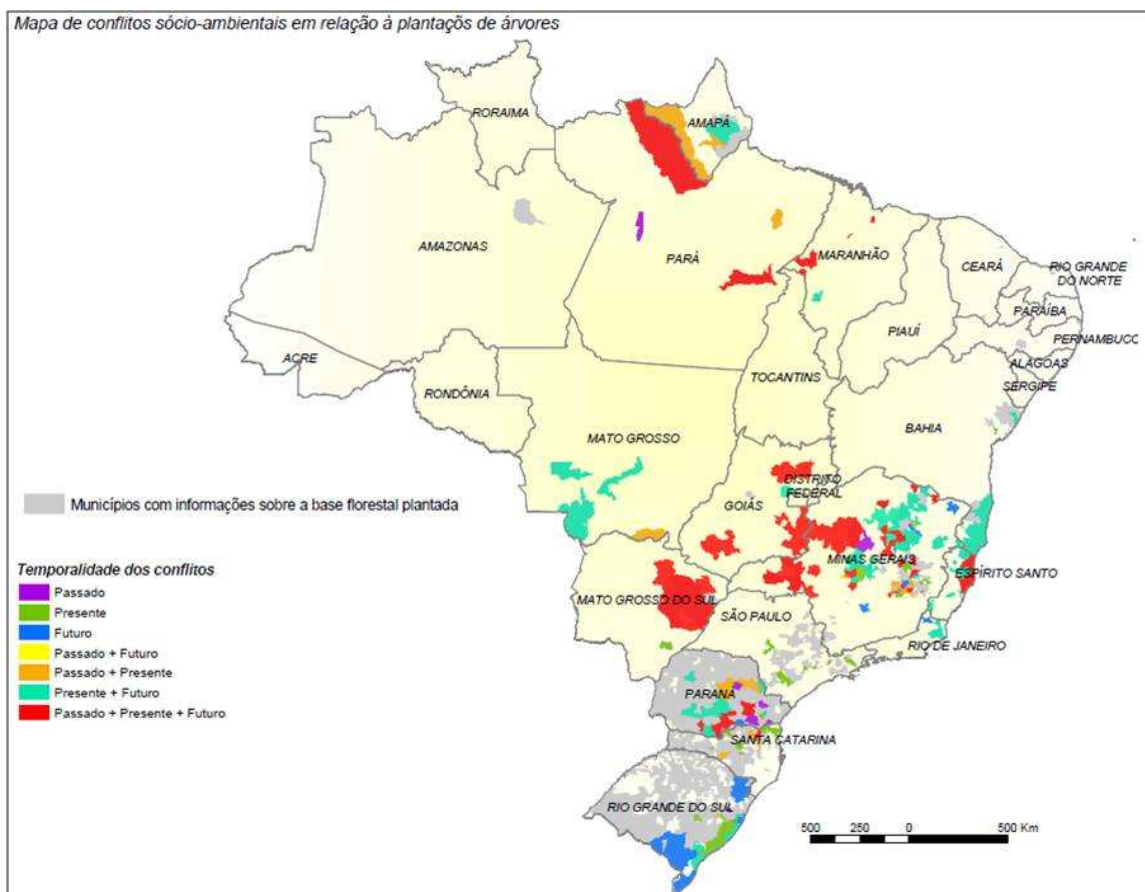 Mapa de conflitos sócio-ambientais em relação à plantaçõs de árvores
RORAIMA
AMAPÁ
AMAZONAS
PARÁ
MARANHÃO
CEARÁ
RIO GRANDE
DO NORTE
PARAÍBA
PIAUÍ
PERNAMBUCO
ACRE
ALAGOAS
TOCANTINS
SERGIPE
RONDÔNIA
BAHIA
MATO GROSSO
DISTRITO
FEDERAL
GOIÁS
Municípios com informações sobre a base florestal plantada
MINAS GERAIS
ESPÍRITO SANTO
Temporalidade dos conflitos
Passado
Presente
Futuro
Passado + Futuro
Passado + Presente
Presente + Futuro
Passado + Presente + Futuro
MATO GROSSO DO SUL
SÃO PAULO
RIO DE JANEIRO
PARANÁ
SANTA CATARINA
RIO GRANDE DO SUL
500 250 0 500 Km